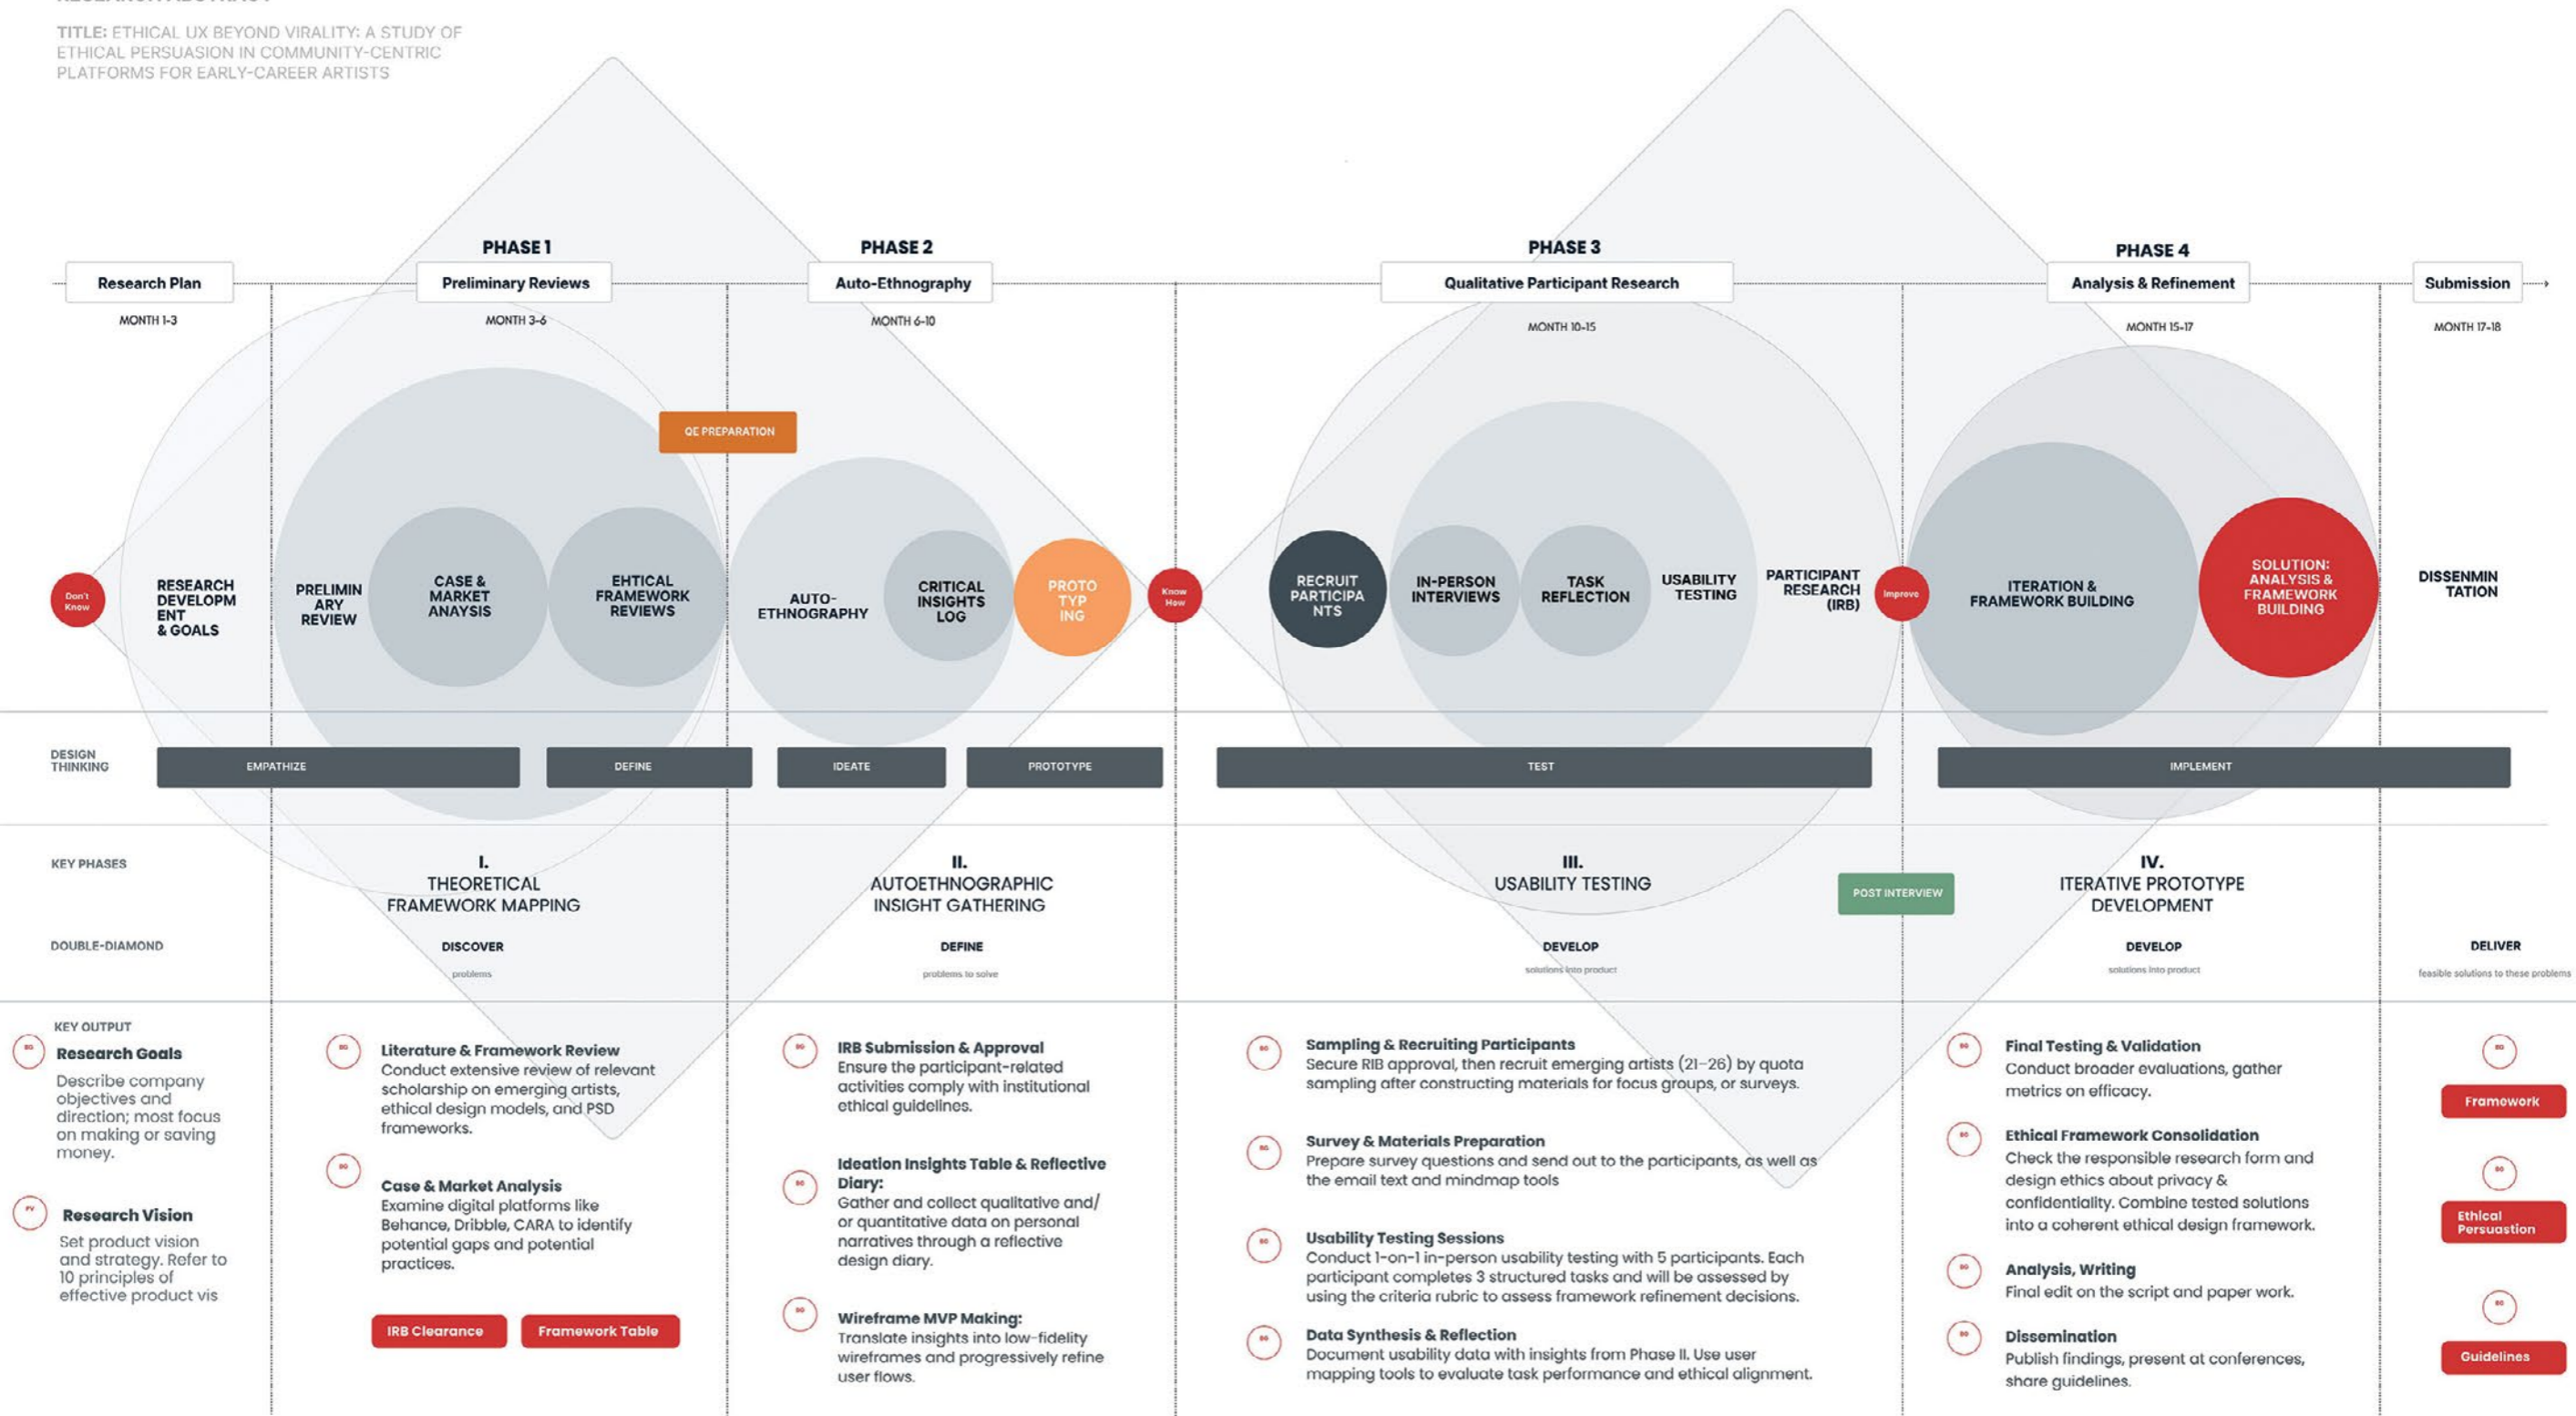 TITLE: ETHICAL UX BEYOND VIRALITY: A STUDY OF
ETHICAL PERSUASION IN COMMUNITY-CENTRIC
PLATFORMS FOR EARLY-CAREER ARTISTS
PHASE 1
PHASE 2
PHASE 3
PHASE 4
Research Plan
Preliminary Reviews
Auto-Ethnography
Qualitative Participant Research
Analysis & Refinement
Submission
MONTH 1-3
MONTH 3-6
MONTH 6-10
MONTH 10-15
MONTH 15-17
MONTH 17-18
QE PREPARATION
Don't
Know
RESEARCH
DEVELOPM
ENT
& GOALS
PRELIMIN
ARY
REVIEW
CASE &
MARKET
ANAYSIS
EHTICAL
FRAMEWORK
REVIEWS
AUTO-
ETHNOGRAPHY
CRITICAL
INSIGHTS
LOG
PROTO
TYP
ING
Know
How
RECRUIT
PARTICIPA
NTS
IN-PERSON
INTERVIEWS
TASK
REFLECTION
USABILITY
TESTING
PARTICIPANT
RESEARCH
(IRB)
Improve
ITERATION &
FRAMEWORK BUILDING
SOLUTION:
ANALYSIS &
FRAMEWORK
BUILDING
DISSENMIN
TATION
DESIGN
THINKING
EMPATHIZE
DEFINE
IDEATE
PROTOTYPE
TEST
IMPLEMENT
KEY PHASES
I.
THEORETICAL
FRAMEWORK MAPPING
II.
AUTOETHNOGRAPHIC
INSIGHT GATHERING
III.
USABILITY TESTING
POST INTERVIEW
IV.
ITERATIVE PROTOTYPE
DEVELOPMENT
DOUBLE-DIAMOND
DISCOVER
problems
DEFINE
problems to solve
DEVELOP
solutions into product
DEVELOP
solutions into product
DELIVER
feasible solutions to these problems
KEY OUTPUT
Research Goals
Describe company
objectives and
direction; most focus
on making or saving
money.
Research Vision
Set product vision
and strategy. Refer to
10 principles of
effective product vis
Literature & Framework Review
Conduct extensive review of relevant
scholarship on emerging artists,
ethical design models, and PSD
frameworks.
Case & Market Analysis
Examine digital platforms like
Behance, Dribble, CARA to identify
potential gaps and potential
practices.
IRB Clearance
Framework Table
IRB Submission & Approval
Ensure the participant-related
activities comply with institutional
ethical guidelines.
Ideation Insights Table & Reflective
Diary:
Gather and collect qualitative and/
or quantitative data on personal
narratives through a reflective
design diary.
Wireframe MVP Making:
Translate insights into low-fidelity
wireframes and progressively refine
user flows.
Sampling & Recruiting Participants
Secure RIB approval, then recruit emerging artists (21–26) by quota
sampling after constructing materials for focus groups, or surveys.
Survey & Materials Preparation
Prepare survey questions and send out to the participants, as well as
the email text and mindmap tools
Usability Testing Sessions
Conduct 1-on-1 in-person usability testing with 5 participants. Each
participant completes 3 structured tasks and will be assessed by
using the criteria rubric to assess framework refinement decisions.
Data Synthesis & Reflection
Document usability data with insights from Phase II. Use user
mapping tools to evaluate task performance and ethical alignment.
Final Testing & Validation
Conduct broader evaluations, gather
metrics on efficacy.
Ethical Framework Consolidation
Check the responsible research form and
design ethics about privacy &
confidentiality. Combine tested solutions
into a coherent ethical design framework.
Analysis, Writing
Final edit on the script and paper work.
Dissemination
Publish findings, present at conferences,
share guidelines.
Framework
Ethical
Persuastion
Guidelines